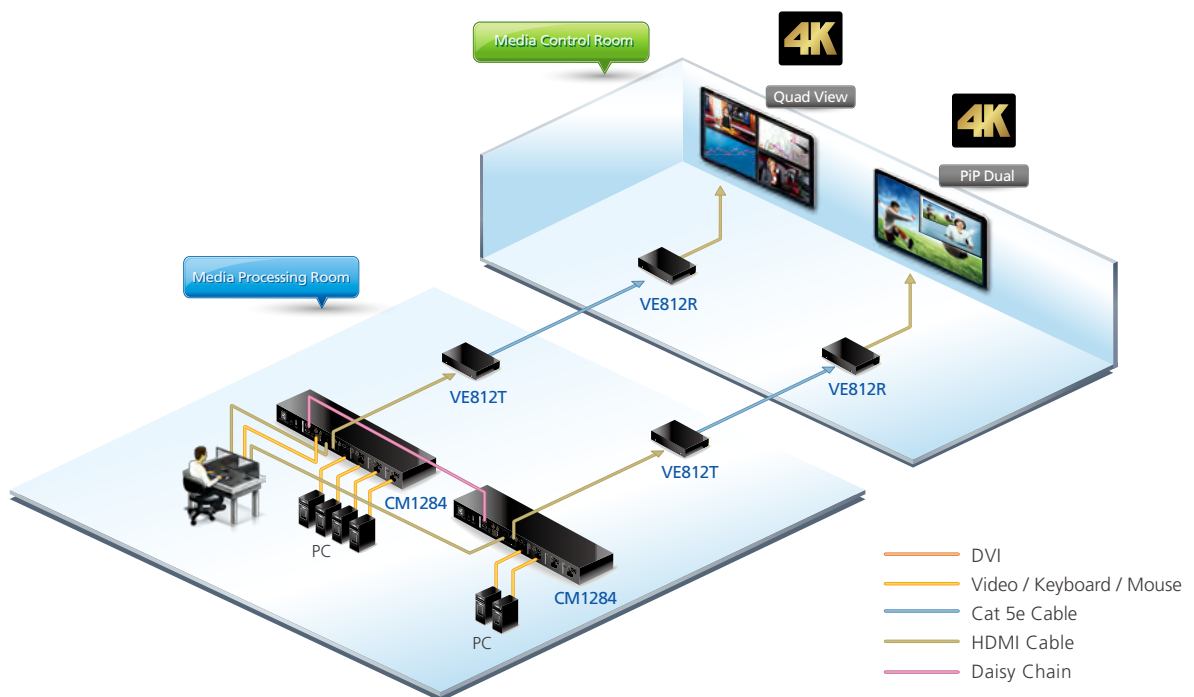 Media Control Room
4K
Quad View
4K
PiP Dual
Media Processing Room
VE812R
VE812T
VE812R
VE812T
CM1284
PC
CM1284
PC
DVI
Video / Keyboard / Mouse
Cat 5e Cable
HDMI Cable
Daisy Chain